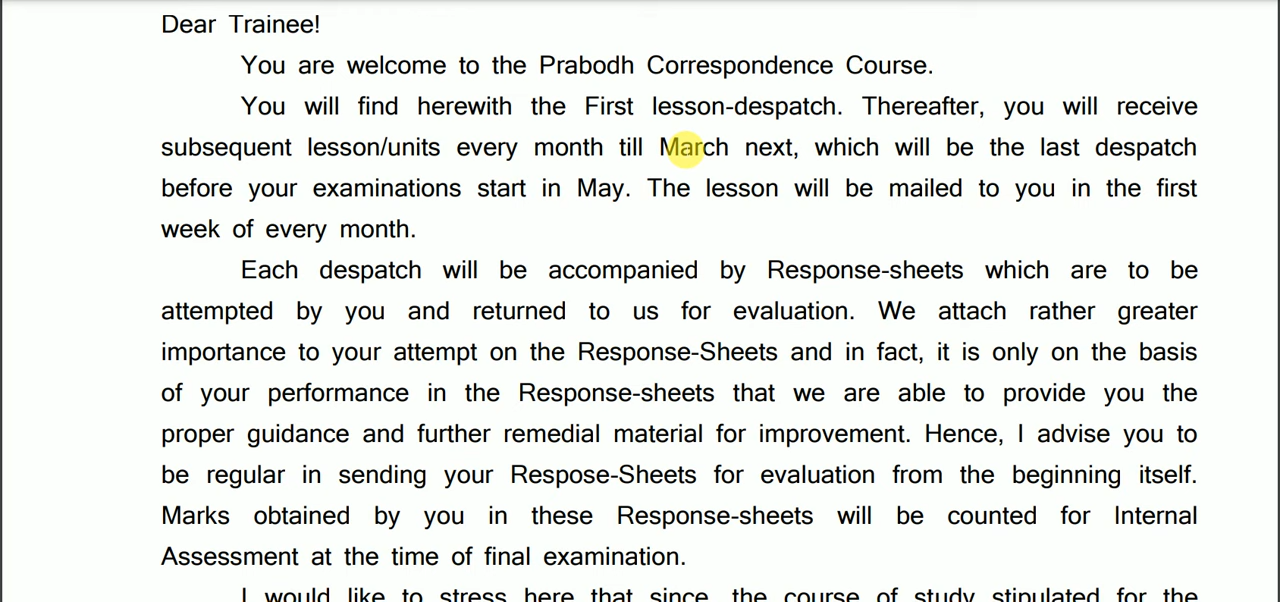 Dear Trainee!
You are welcome to the Prabodh Correspondence Course.
You will find herewith the First lesson-despatch. Thereafter, you will receive
subsequent lesson/units every month till March next, which will be the last despatch
before your examinations start in May. The lesson will be mailed to you in the first
week of every month.
Each despatch will be accompanied by Response-sheets which are to be
attempted by you and returned to us for evaluation. We attach rather greater
importance to your attempt on the Response-Sheets and in fact, it is only on the basis
of your performance in the Response-sheets that we are able to provide you the
proper guidance and further remedial material for improvement. Hence, I advise you to
be regular in sending your Respose-Sheets for evaluation from the beginning itself.
Marks obtained by you in these Response-sheets will be counted for Internal
Assessment at the time of final examination.
I would like to stress here that since, the course of study stipulated for the